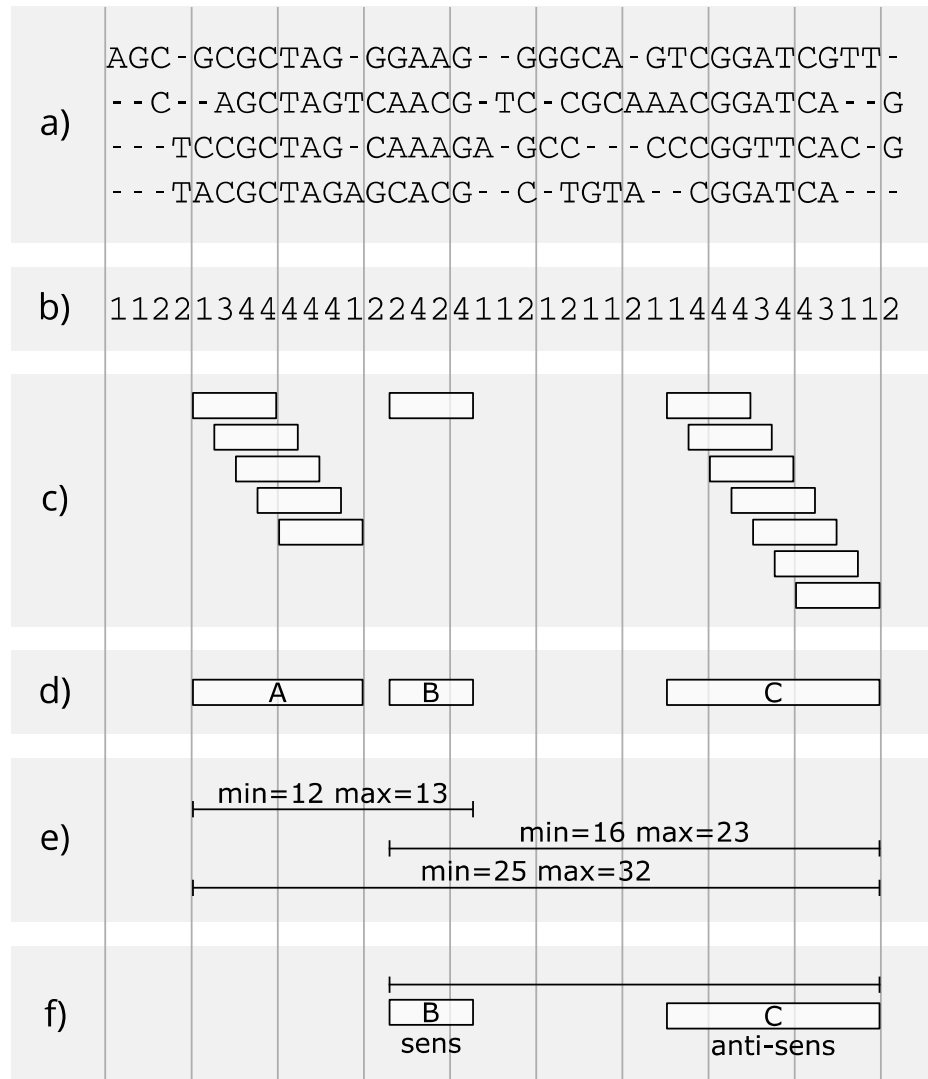 a)
AGC-GCGCTAG-GGAAG--GGGCA-GTCGGATCGTT-
--C--AGCTAGTCAACG-TC-CGCAAACGGATCA--G
---TCCGCTAG-CAAAGA-GCC---CCCGGTTCAC-G
---TACGCTAGAGCACG--C-TGTA--CGGATCA---
b) 1122134444412242411212112114443443112
c)
d) A B C
e)
min=12 max=13
min=16 max=23
min=25 max=32
f) B C
sens anti-sens